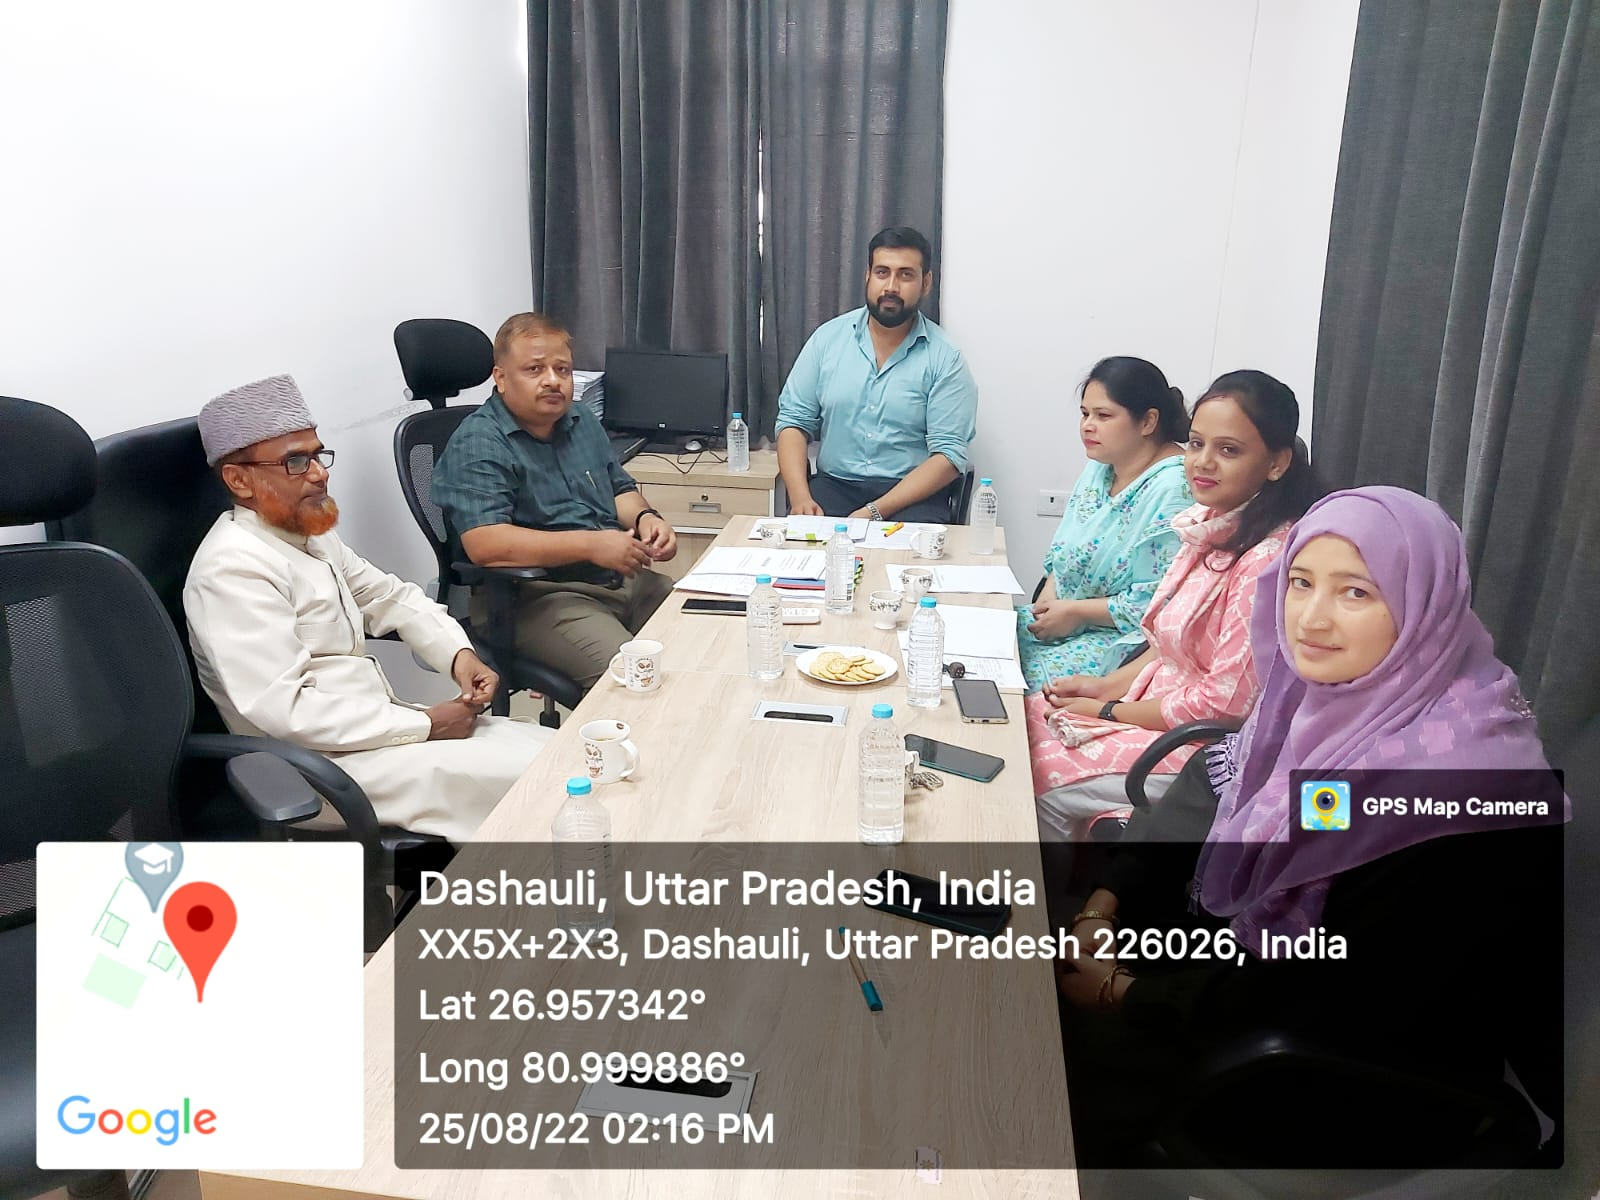 GPS Map Camera
Dashauli, Uttar Pradesh, India
XX5X+2X3, Dashauli, Uttar Pradesh 226026, India
Lat 26.957342°
Long 80.999886°
25/08/22 02:16 PM
Google